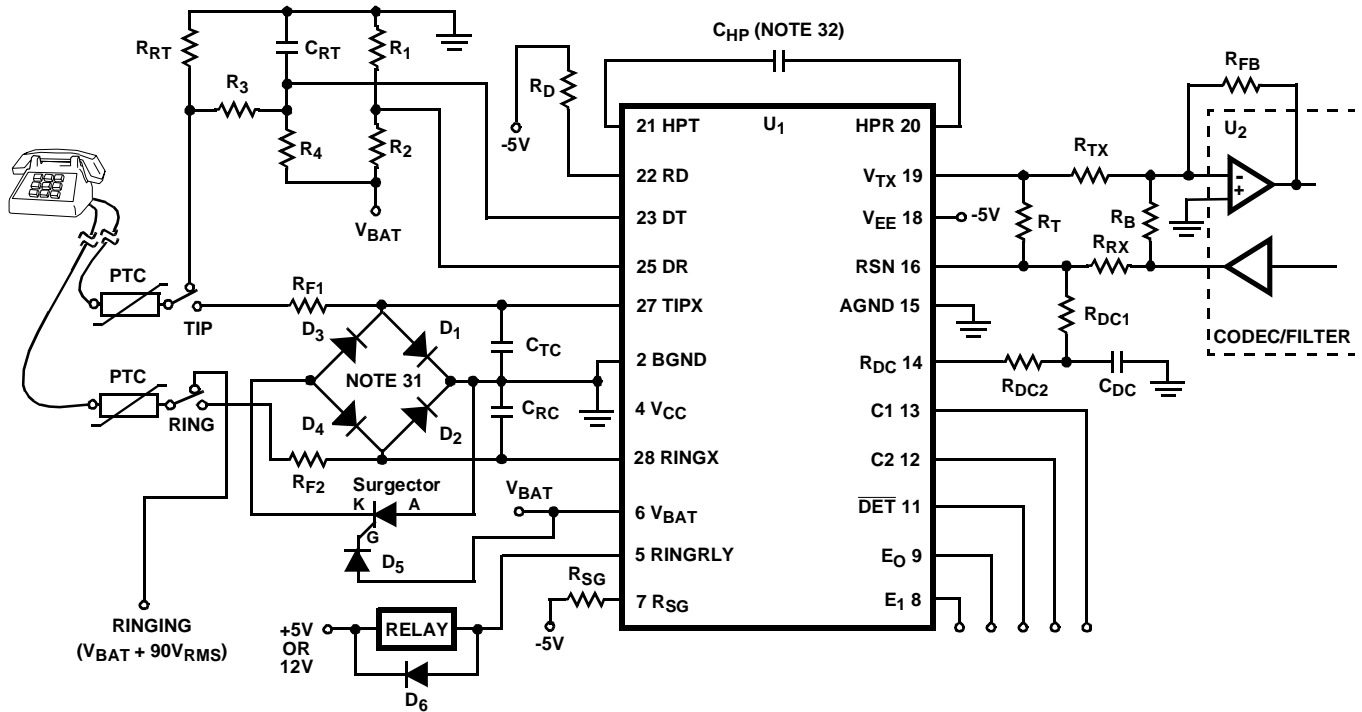 C_HP (NOTE 32)
R_RT
C_RT
R_1
R_3
R_4
R_2
V_BAT
-5V
R_D
U_1
21 HPT
HPR 20
22 RD
V_TX 19
23 DT
V_EE 18
-5V
25 DR
RSN 16
27 TIPX
AGND 15
2 BGND
R_DC 14
4 V_CC
C1 13
28 RINGX
C2 12
6 V_BAT
DET 11
5 RINGRLY
E_O 9
7 R_SG
E_1 8
R_FB
U_2
R_TX
-
+
R_T
R_B
R_RX
R_DC1
R_DC2
C_DC
CODEC/FILTER
PTC
TIP
R_F1
D_3
D_1
C_TC
NOTE 31
PTC
RING
D_4
D_2
C_RC
R_F2
Surgector
K
A
G
D_5
V_BAT
R_SG
-5V
RINGING
(V_BAT + 90V_RMS)
+5V
OR
12V
RELAY
D_6